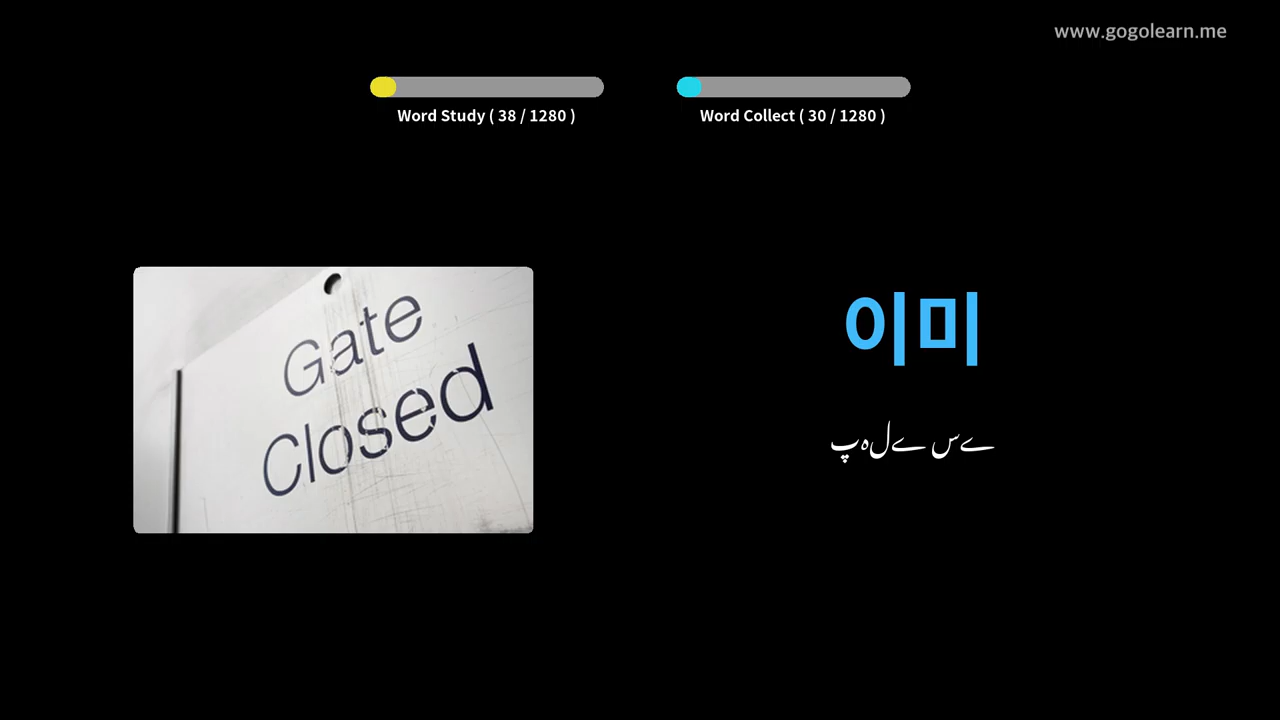 www.gogolearn.me
Word Study ( 38 / 1280 )
Word Collect ( 30 / 1280 )
Gate
Closed
이미
پہلے سے